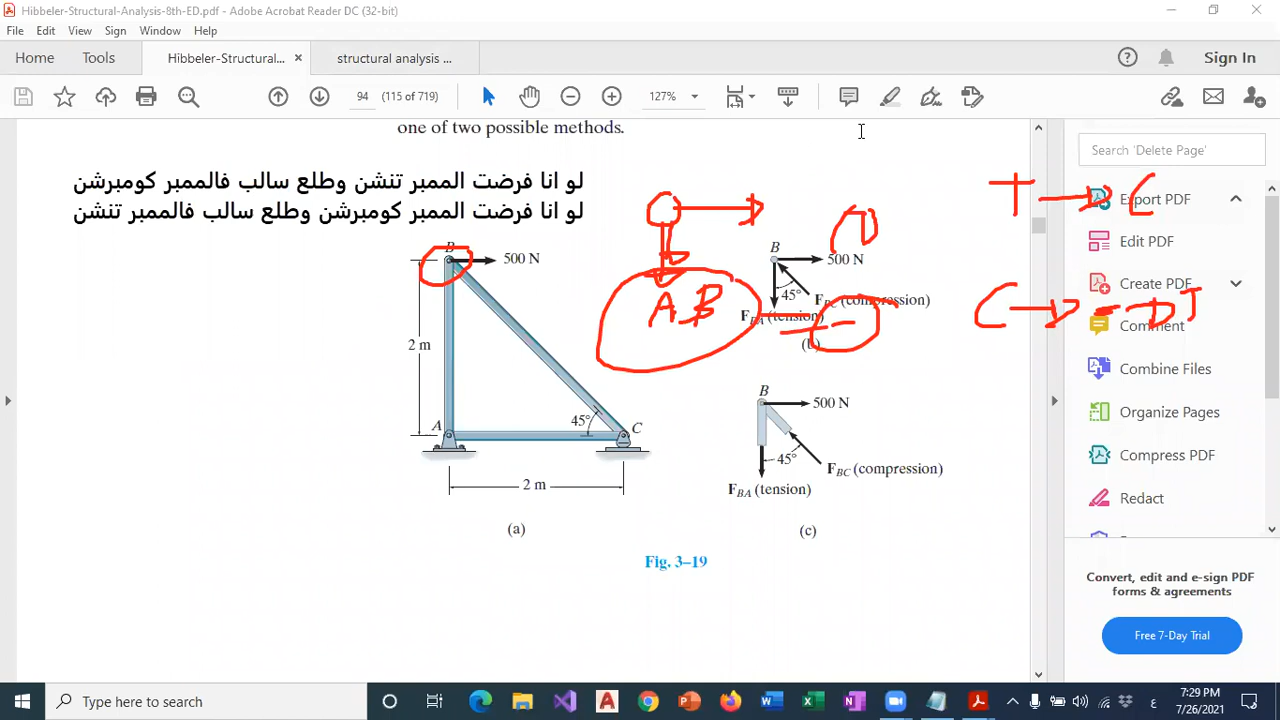 Hibbeler-Structural-Analysis-8th-ED.pdf - Adobe Acrobat Reader DC (32-bit)
File Edit View Sign Window Help
Home Tools Hibbeler-Structural... × structural analysis ... Sign In
94 (115 of 719) 127%
one of two possible methods.
Search 'Delete Page'
لو انا فرضت الممبر تنشن وطلع سالب فالممبر كومبرشن
لو انا فرضت الممبر كومبرشن وطلع سالب فالممبر تنشن
T C
Export PDF
Edit PDF
Create PDF
Comment
Combine Files
Organize Pages
Compress PDF
Redact
C - T
A B
B
500 N
2 m
45°
A
C
2 m
(a)
B
500 N
45°
F BC (compression)
F BA (tension)
(b)
B
500 N
45°
F BC (compression)
F BA (tension)
(c)
Fig. 3–19
Convert, edit and e-sign PDF
forms & agreements
Free 7-Day Trial
Type here to search
7:29 PM
7/26/2021